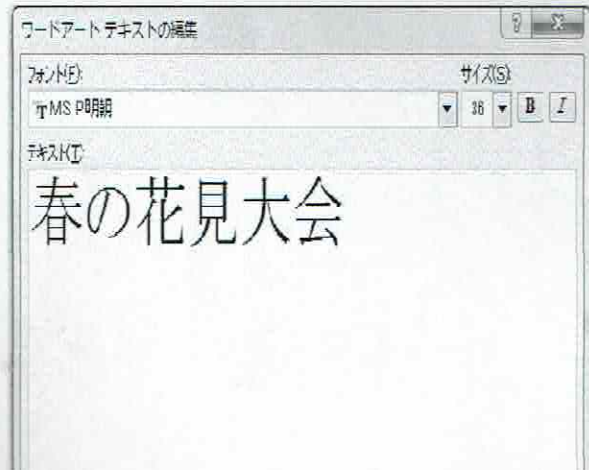 ワードアート テキストの編集
?
フォント(F):
サイズ(S):
MS P明朝
36
B
I
テキスト(T):
春の花見大会